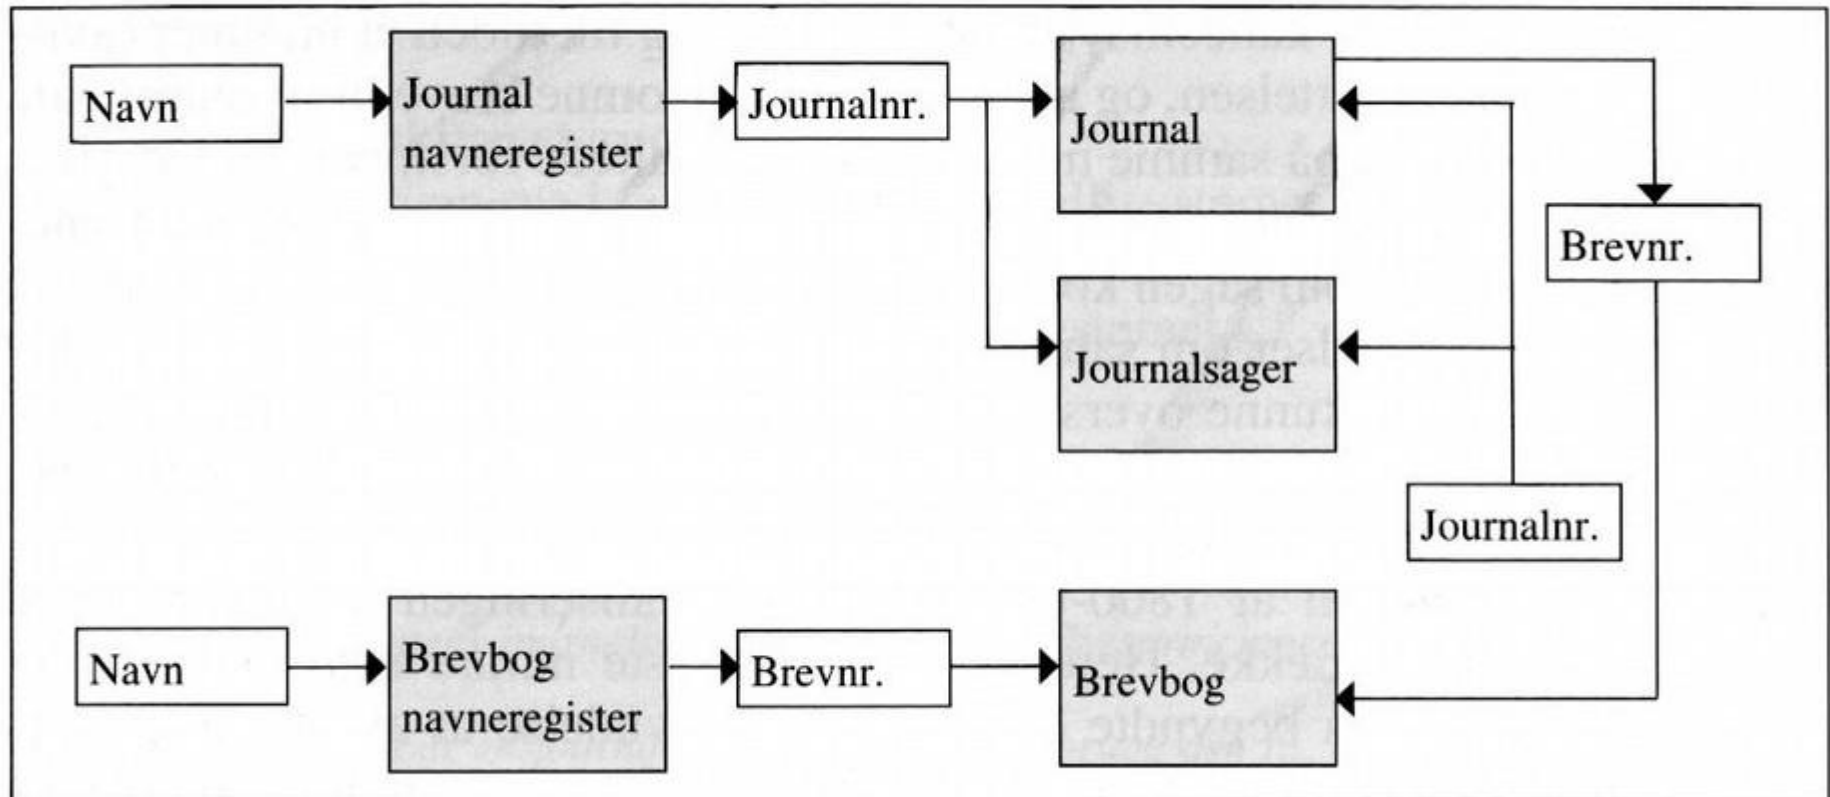 Navn
Journal
navneregister
Journalnr.
Journal
Brevnr.
Journalsager
Journalnr.
Navn
Brevbog
navneregister
Brevnr.
Brevbog